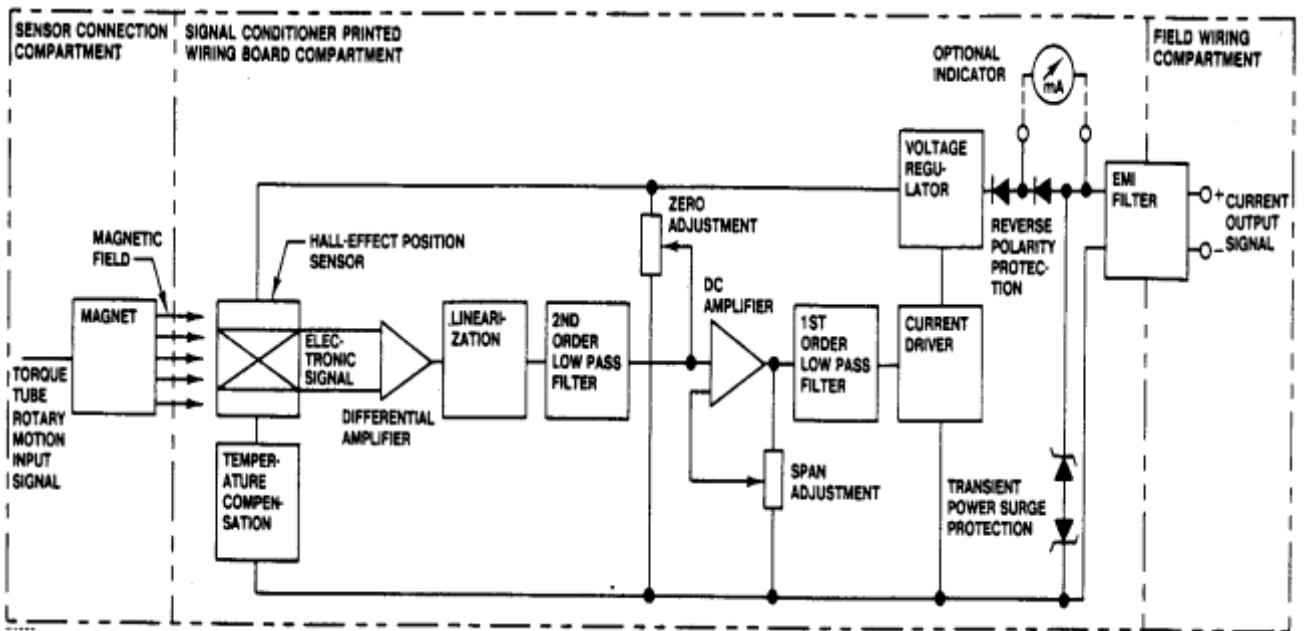 SENSOR CONNECTION
COMPARTMENT
SIGNAL CONDITIONER PRINTED
WIRING BOARD COMPARTMENT
OPTIONAL
INDICATOR
mA
FIELD WIRING
COMPARTMENT
VOLTAGE
REGU-
LATOR
EMI
FILTER
+
-
CURRENT
OUTPUT
SIGNAL
REVERSE
POLARITY
PROTEC-
TION
ZERO
ADJUSTMENT
MAGNETIC
FIELD
HALL-EFFECT POSITION
SENSOR
MAGNET
TORQUE
TUBE
ROTARY
MOTION
INPUT
SIGNAL
ELEC-
TRONIC
SIGNAL
DIFFERENTIAL
AMPLIFIER
LINEARI-
ZATION
2ND
ORDER
LOW PASS
FILTER
DC
AMPLIFIER
1ST
ORDER
LOW PASS
FILTER
CURRENT
DRIVER
TEMPER-
ATURE
COMPEN-
SATION
SPAN
ADJUSTMENT
TRANSIENT
POWER SURGE
PROTECTION